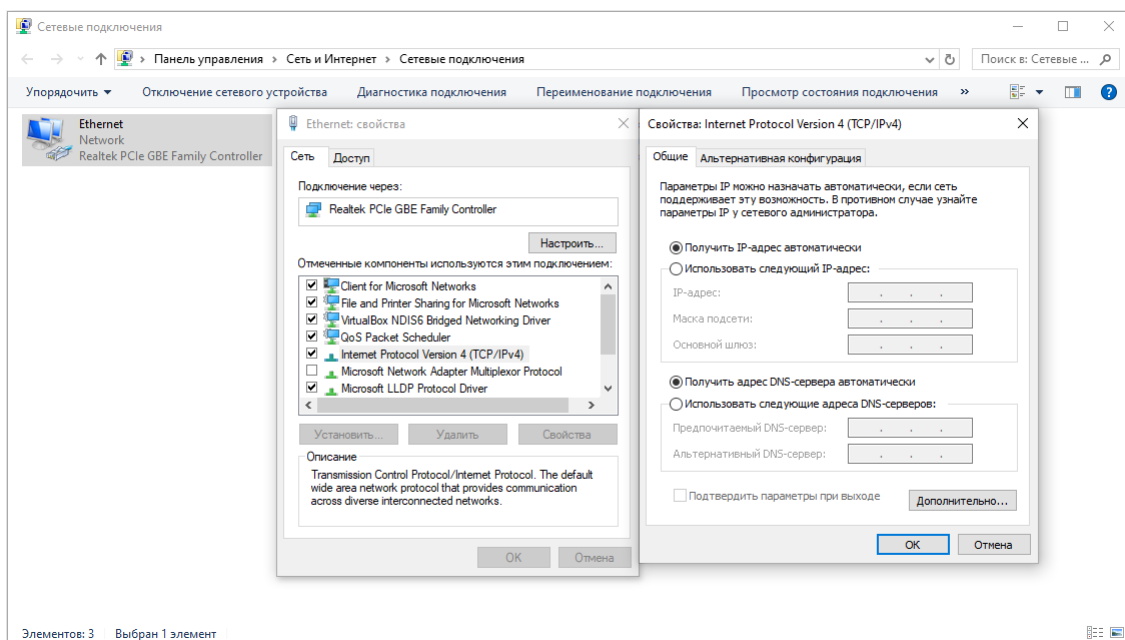 Сетевые подключения
Панель управления > Сеть и Интернет > Сетевые подключения
Поиск в: Сетевые ...
Упорядочить
Отключение сетевого устройства
Диагностика подключения
Переименование подключения
Просмотр состояния подключения
»
Ethernet
Network
Realtek PCIe GBE Family Controller
Ethernet: свойства
Сеть
Доступ
Подключение через:
Realtek PCIe GBE Family Controller
Настроить...
Отмеченные компоненты используются этим подключением:
Client for Microsoft Networks
File and Printer Sharing for Microsoft Networks
VirtualBox NDIS6 Bridged Networking Driver
QoS Packet Scheduler
Internet Protocol Version 4 (TCP/IPv4)
Microsoft Network Adapter Multiplexor Protocol
Microsoft LLDP Protocol Driver
Установить...
Удалить
Свойства
Описание
Transmission Control Protocol/Internet Protocol. The default
wide area network protocol that provides communication
across diverse interconnected networks.
OK
Отмена
Свойства: Internet Protocol Version 4 (TCP/IPv4)
Общие
Альтернативная конфигурация
Параметры IP можно назначать автоматически, если сеть
поддерживает эту возможность. В противном случае узнайте
параметры IP у сетевого администратора.
Получить IP-адрес автоматически
Использовать следующий IP-адрес:
IP-адрес:
Маска подсети:
Основной шлюз:
Получить адрес DNS-сервера автоматически
Использовать следующие адреса DNS-серверов:
Предпочитаемый DNS-сервер:
Альтернативный DNS-сервер:
Подтвердить параметры при выходе
Дополнительно...
OK
Отмена
Элементов: 3
Выбран 1 элемент